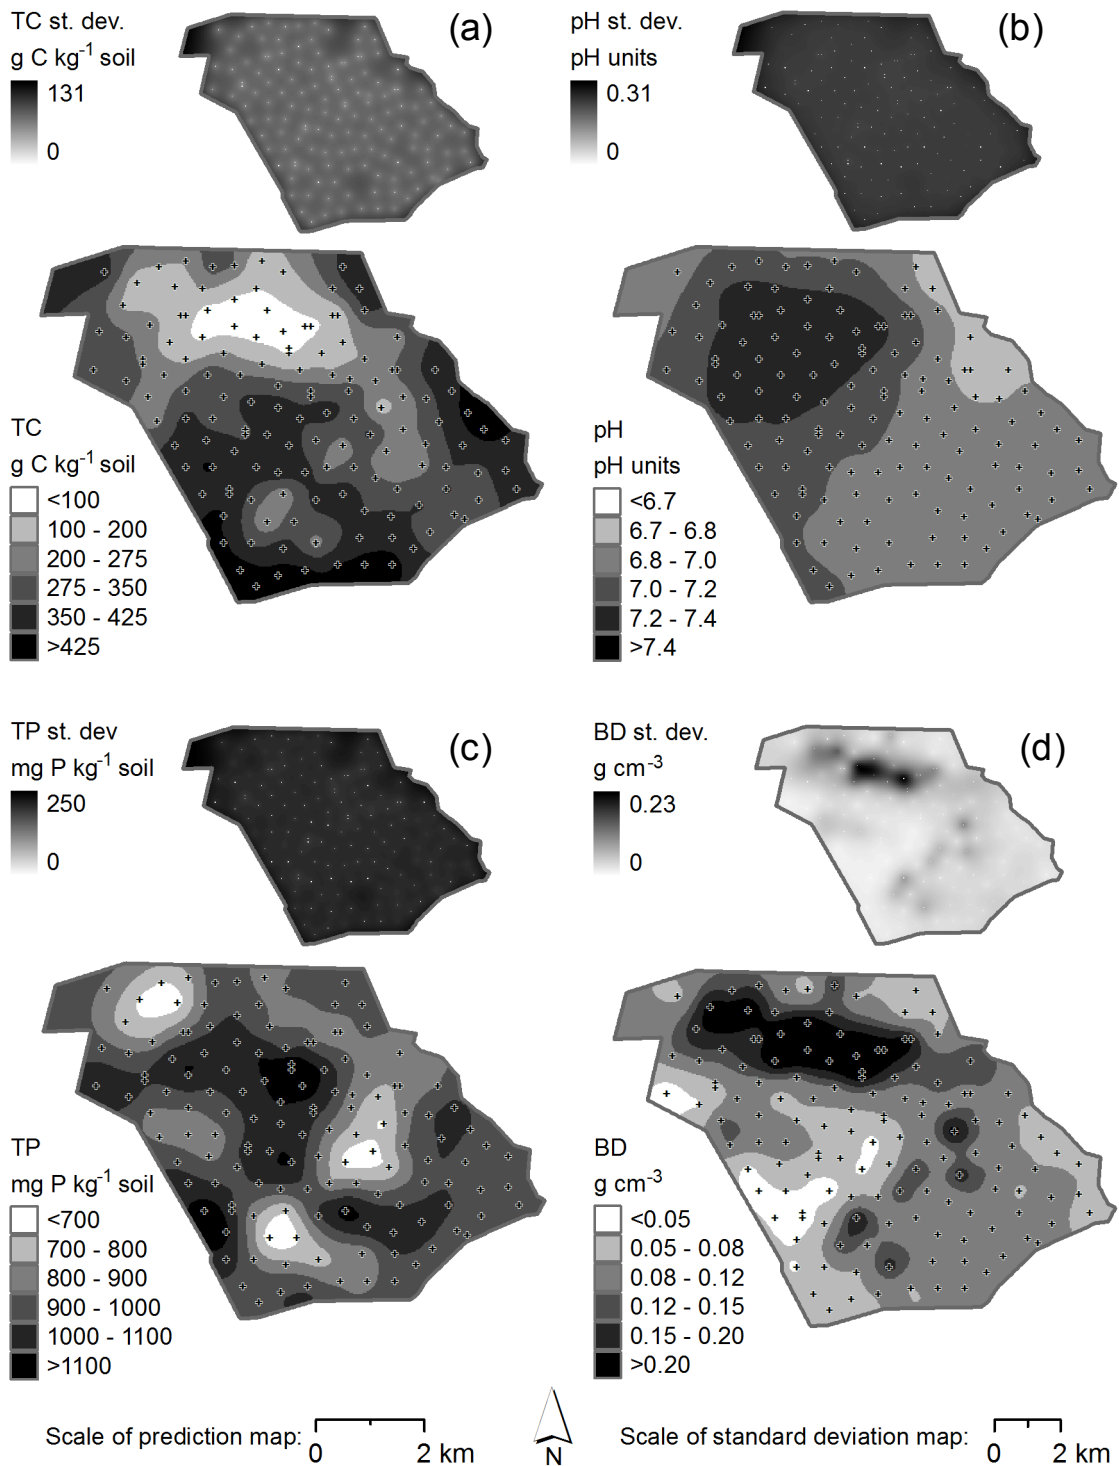 TC st. dev.
g C kg⁻¹ soil
131
0
(a)
pH st. dev.
pH units
0.31
0
(b)
TC
g C kg⁻¹ soil
<100
100 - 200
200 - 275
275 - 350
350 - 425
>425
pH
pH units
<6.7
6.7 - 6.8
6.8 - 7.0
7.0 - 7.2
7.2 - 7.4
>7.4
TP st. dev
mg P kg⁻¹ soil
250
0
(c)
BD st. dev.
g cm⁻³
0.23
0
(d)
TP
mg P kg⁻¹ soil
<700
700 - 800
800 - 900
900 - 1000
1000 - 1100
>1100
BD
g cm⁻³
<0.05
0.05 - 0.08
0.08 - 0.12
0.12 - 0.15
0.15 - 0.20
>0.20
Scale of prediction map:
0 2 km
N
Scale of standard deviation map:
0 2 km